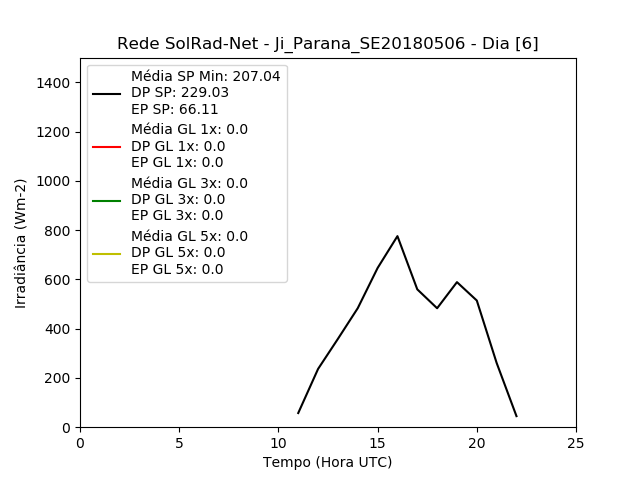 Rede SolRad-Net - Ji_Parana_SE20180506 - Dia [6]
Média SP Min: 207.04
DP SP: 229.03
EP SP: 66.11
Média GL 1x: 0.0
DP GL 1x: 0.0
EP GL 1x: 0.0
Média GL 3x: 0.0
DP GL 3x: 0.0
EP GL 3x: 0.0
Média GL 5x: 0.0
DP GL 5x: 0.0
EP GL 5x: 0.0
Irradiância (Wm-2)
1400
1200
1000
800
600
400
200
0
0 5 10 15 20 25
Tempo (Hora UTC)